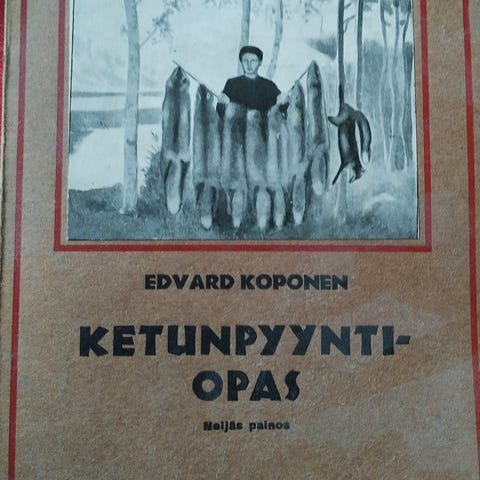 EDVARD KOPONEN
KETUNPYYNTI-
OPAS
Neljäs painos